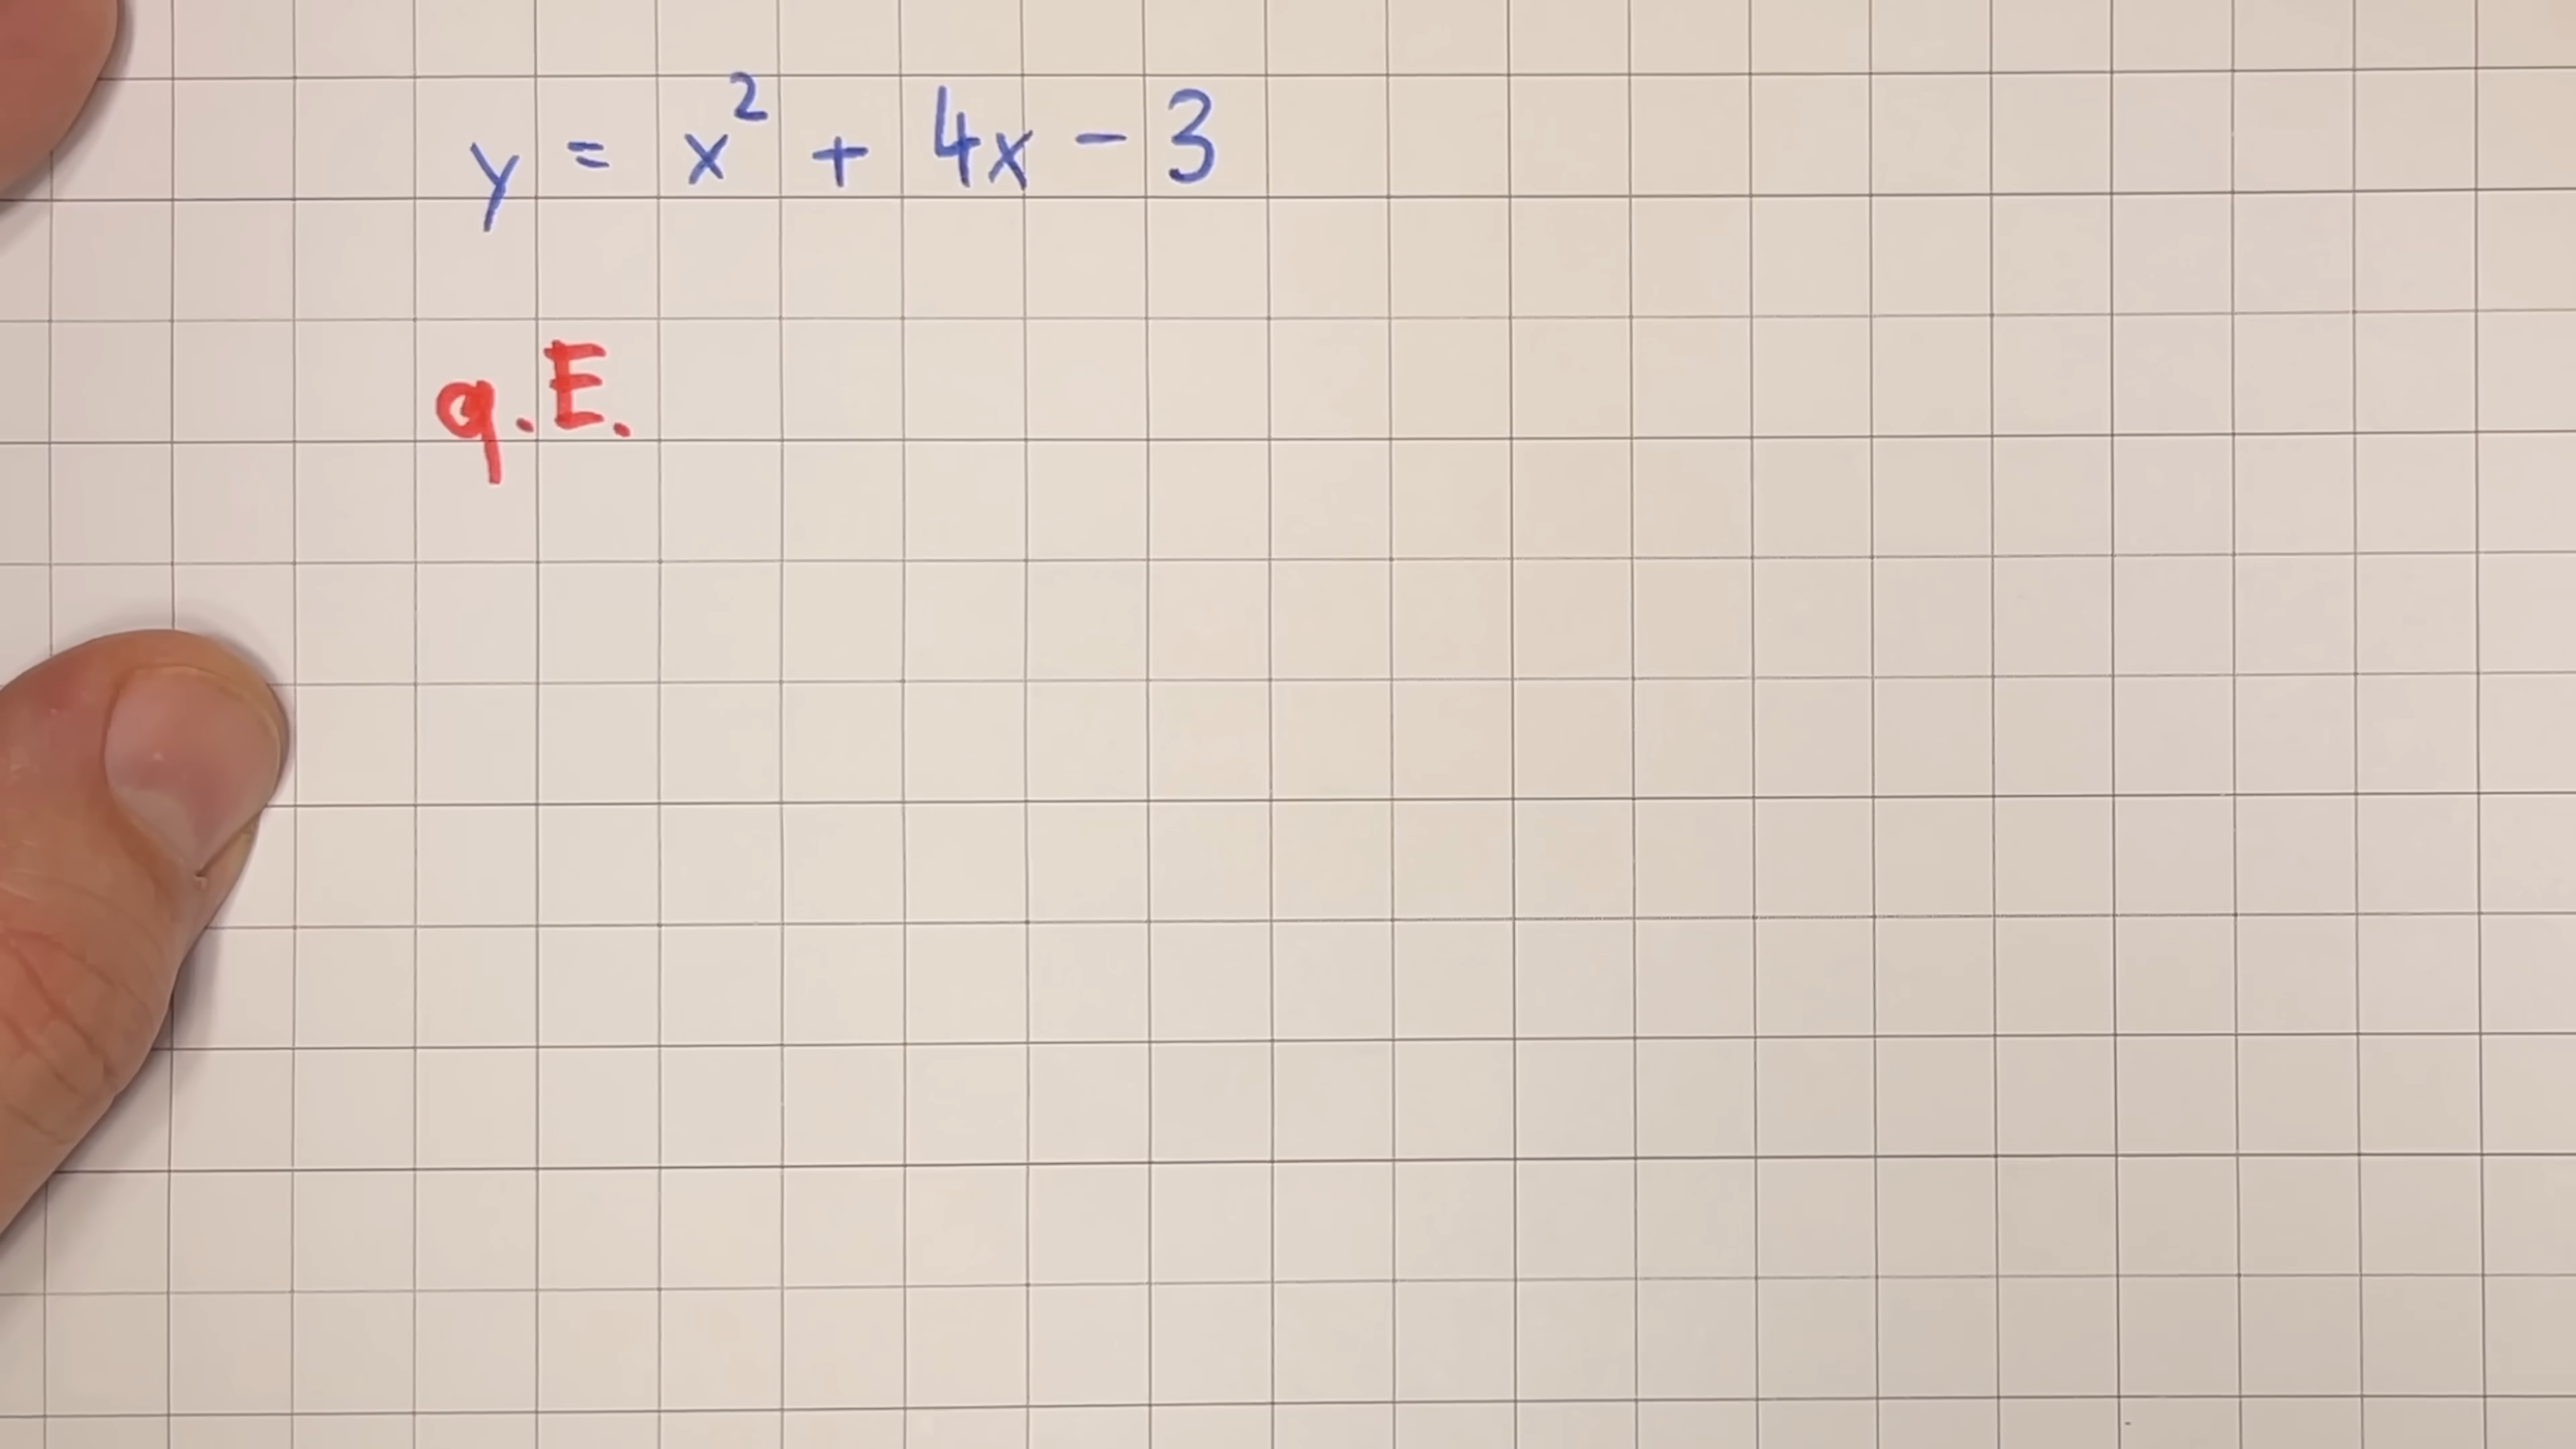 y = x² + 4x - 3
q.E.